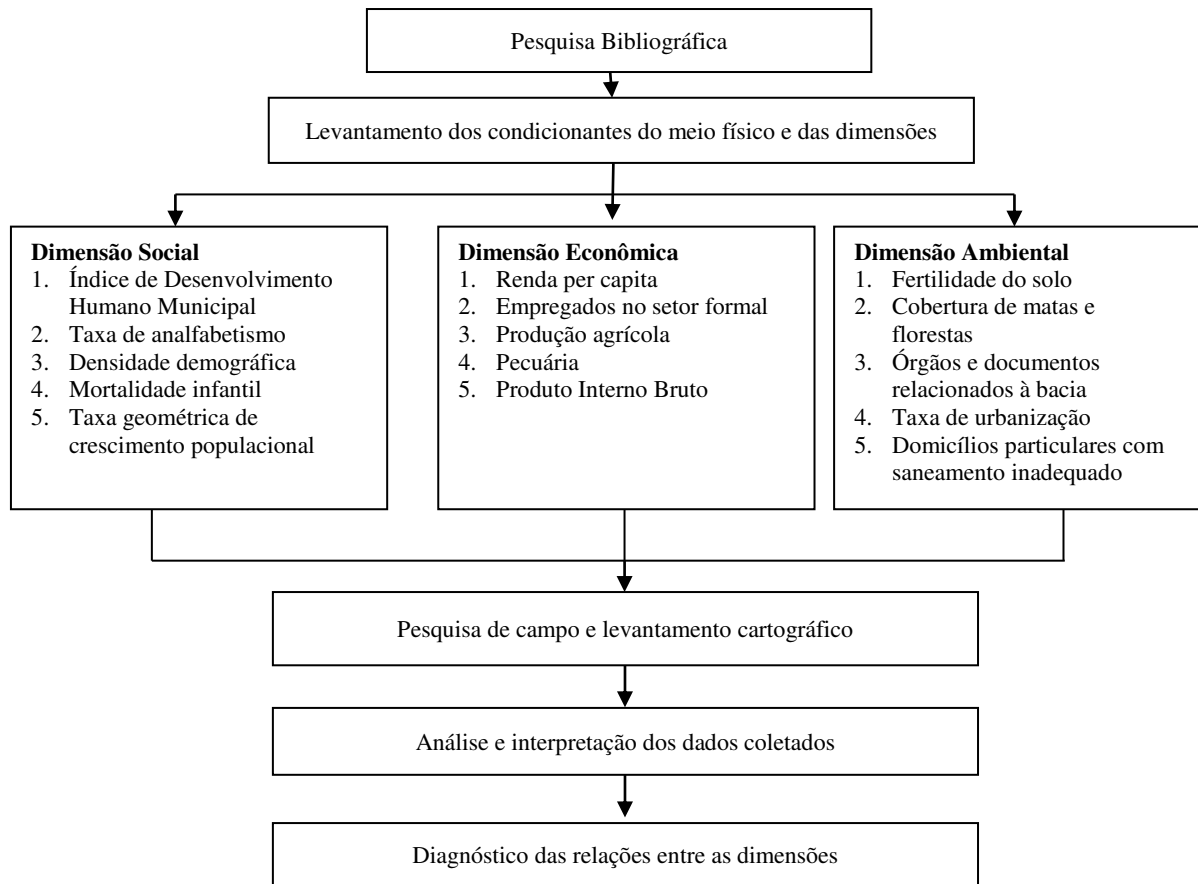 Pesquisa Bibliográfica
Levantamento dos condicionantes do meio físico e das dimensões
Dimensão Social
1. Índice de Desenvolvimento
Humano Municipal
2. Taxa de analfabetismo
3. Densidade demográfica
4. Mortalidade infantil
5. Taxa geométrica de
crescimento populacional
Dimensão Econômica
1. Renda per capita
2. Empregados no setor formal
3. Produção agrícola
4. Pecuária
5. Produto Interno Bruto
Dimensão Ambiental
1. Fertilidade do solo
2. Cobertura de matas e
florestas
3. Órgãos e documentos
relacionados à bacia
4. Taxa de urbanização
5. Domicílios particulares com
saneamento inadequado
Pesquisa de campo e levantamento cartográfico
Análise e interpretação dos dados coletados
Diagnóstico das relações entre as dimensões